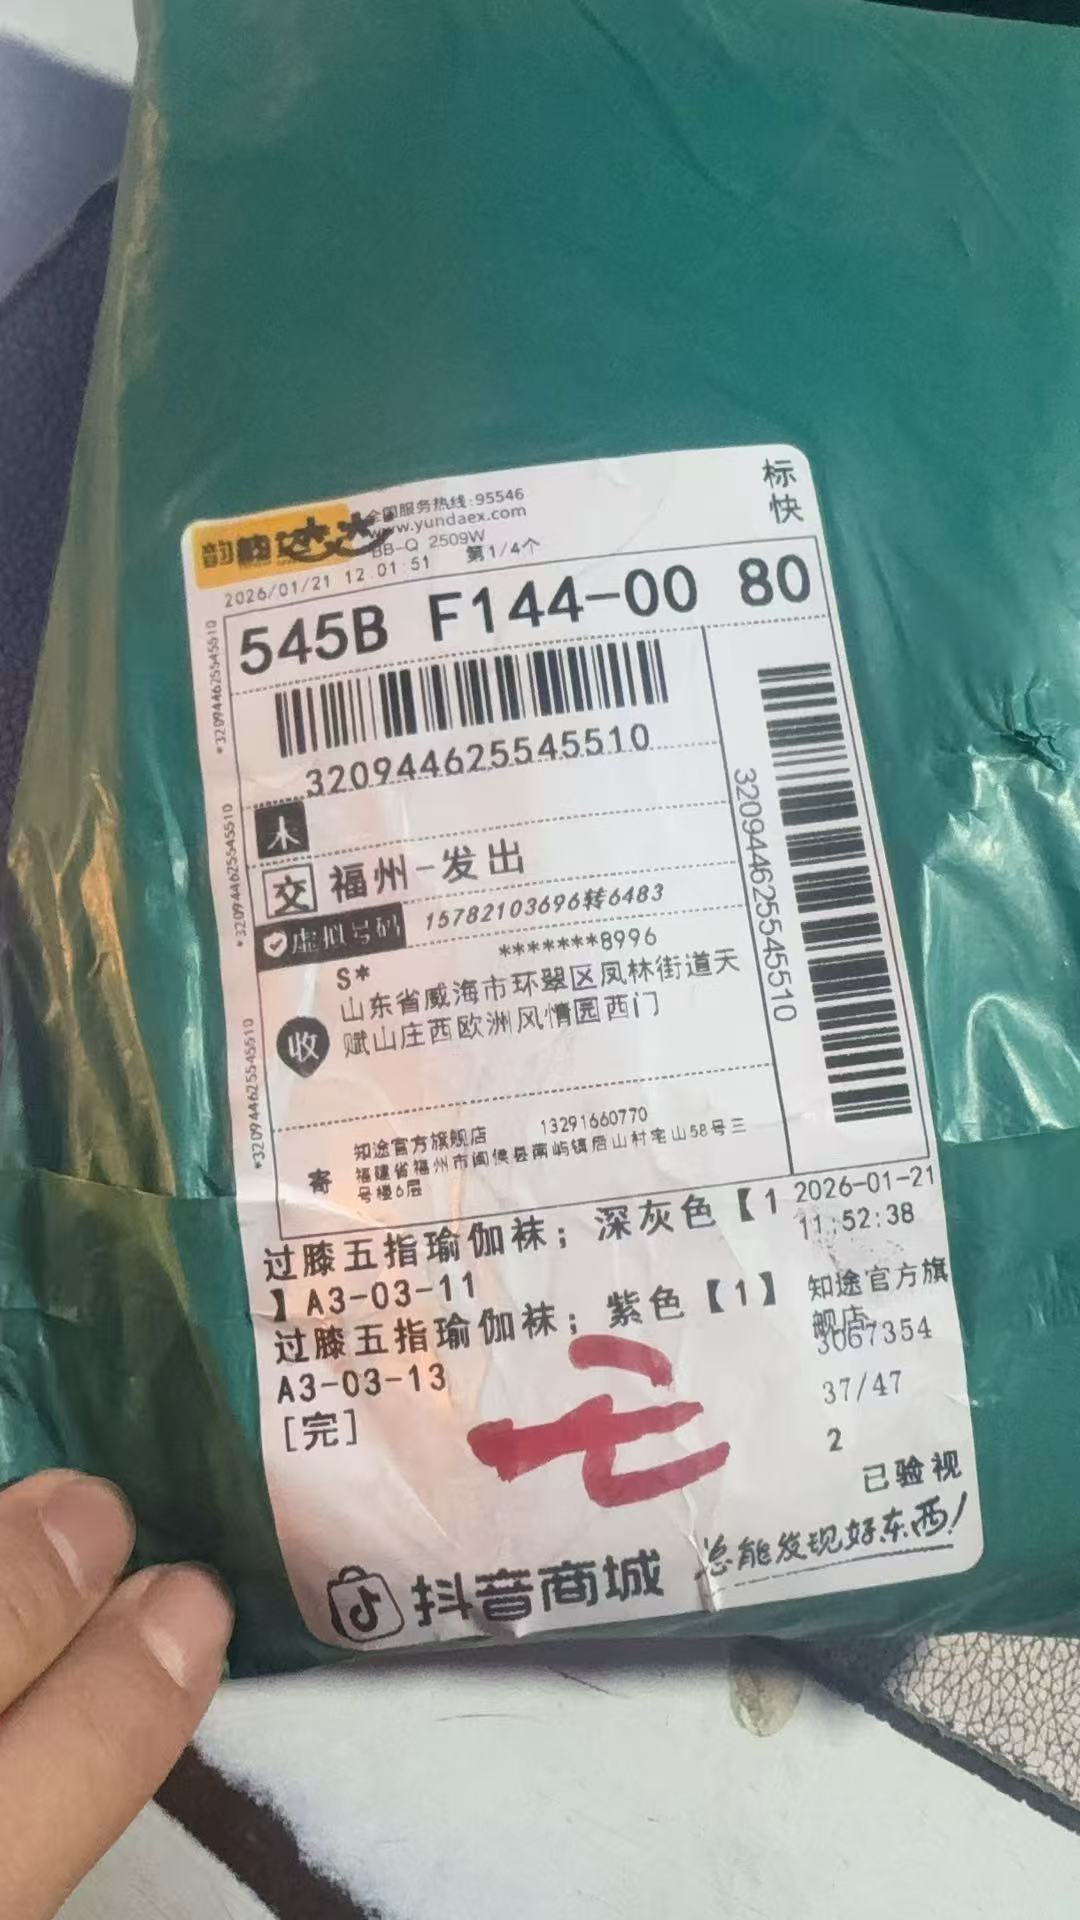 韵达
全国服务热线:95546
www.yundaex.com
BB-Q 2509W
第1/4个
2026/01/21 12:01:51
标快
545B F144-00 80
320944625545510
*320944625545510
*320944625545510
*320944625545510
320944625545510
交 福州-发出
虚拟号码 15782103696转6483
*******8996
S*
收 山东省威海市环翠区凤林街道天
赋山庄西欧洲风情园西门
知途官方旗舰店 13291660770
寄 福建省福州市闽侯县南屿镇后山村宅山58号三
号楼6层
过膝五指瑜伽袜；深灰色【1
】A3-03-11
过膝五指瑜伽袜；紫色【1】
A3-03-13
[完]
2026-01-21
11:52:38
知途官方旗
舰店
3067354
37/47
2
已验视
抖音商城 总能发现好东西!